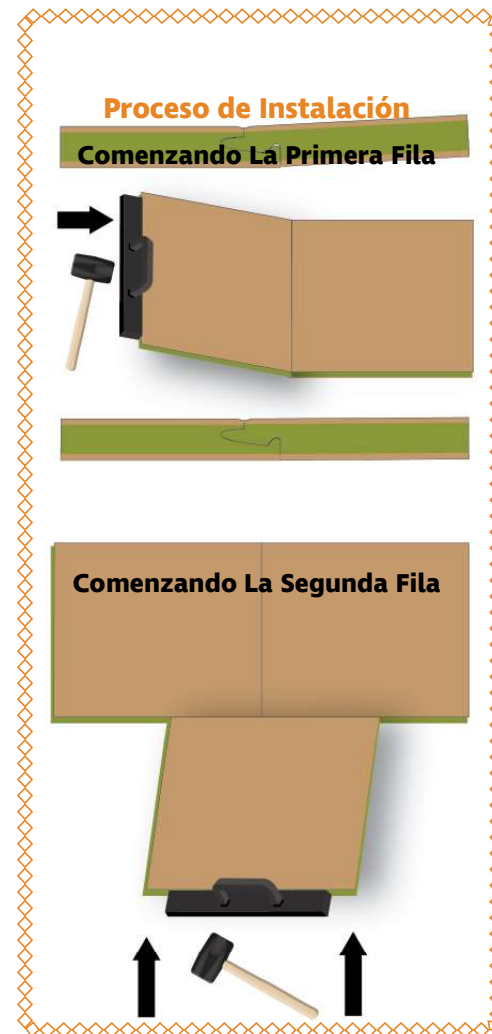 Proceso de Instalación
Comenzando La Primera Fila
Comenzando La Segunda Fila